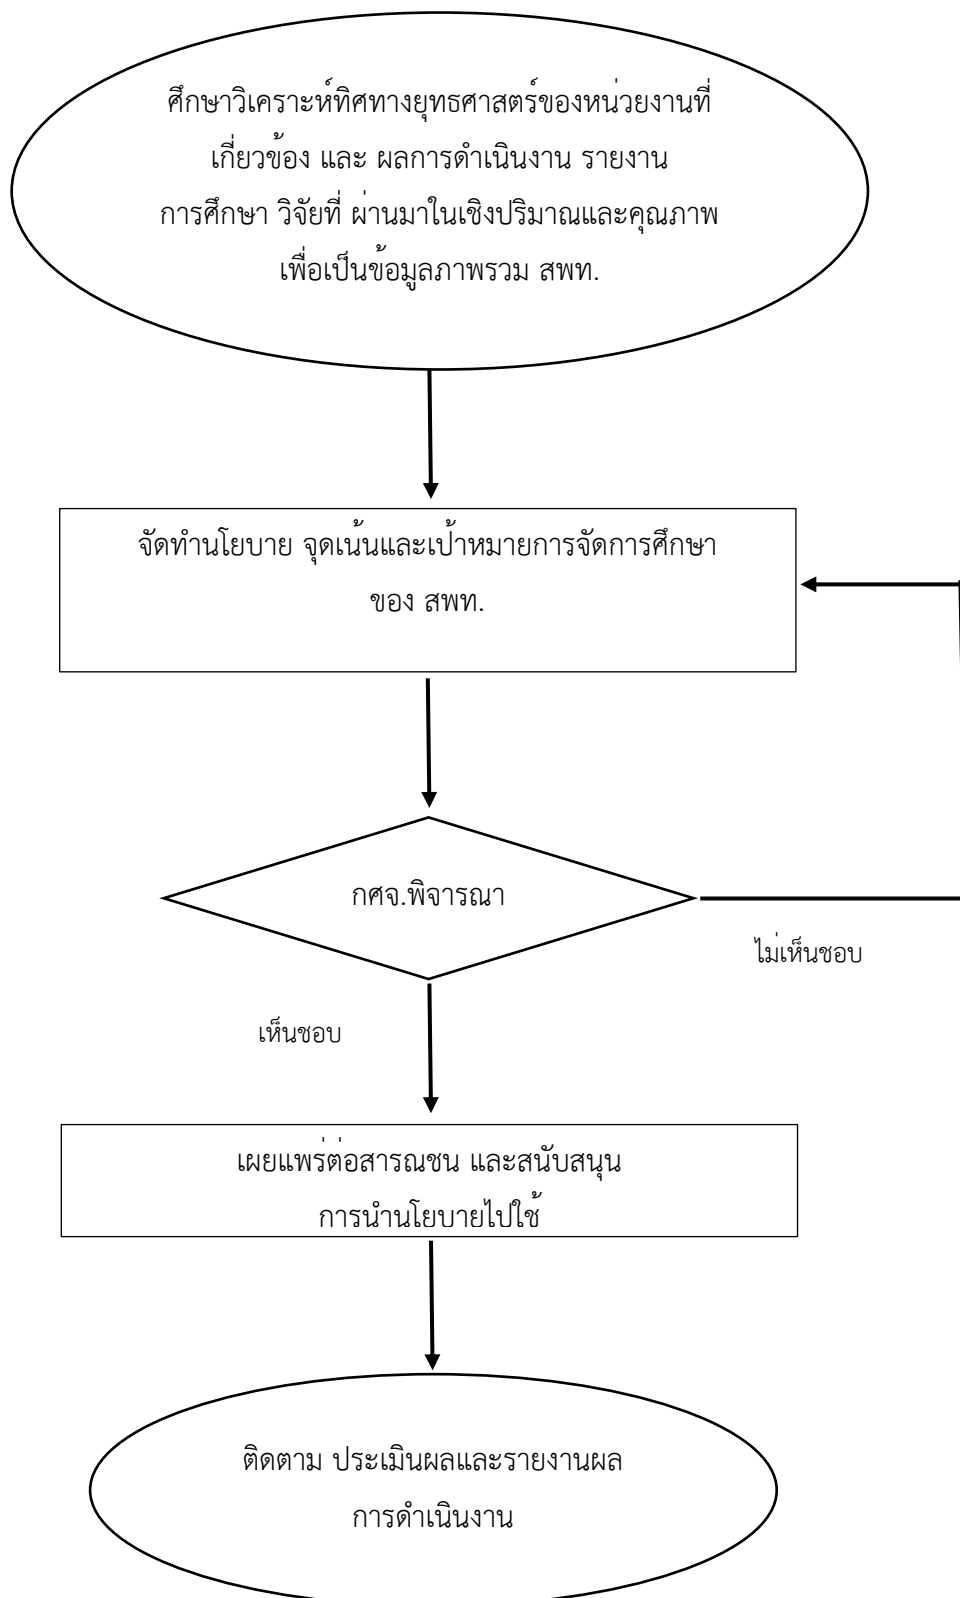 ศึกษาวิเคราะห์ทิศทางยุทธศาสตร์ของหน่วยงานที่
เกี่ยวข้อง และ ผลการดำเนินงาน รายงาน
การศึกษา วิจัยที่ ผ่านมาในเชิงปริมาณและคุณภาพ
เพื่อเป็นข้อมูลภาพรวม สพท.
จัดทำนโยบาย จุดเน้นและเป้าหมายการจัดการศึกษา
ของ สพท.
กศจ.พิจารณา
ไม่เห็นชอบ
เห็นชอบ
เผยแพร่ต่อสารณชน และสนับสนุน
การนำนโยบายไปใช้
ติดตาม ประเมินผลและรายงานผล
การดำเนินงาน